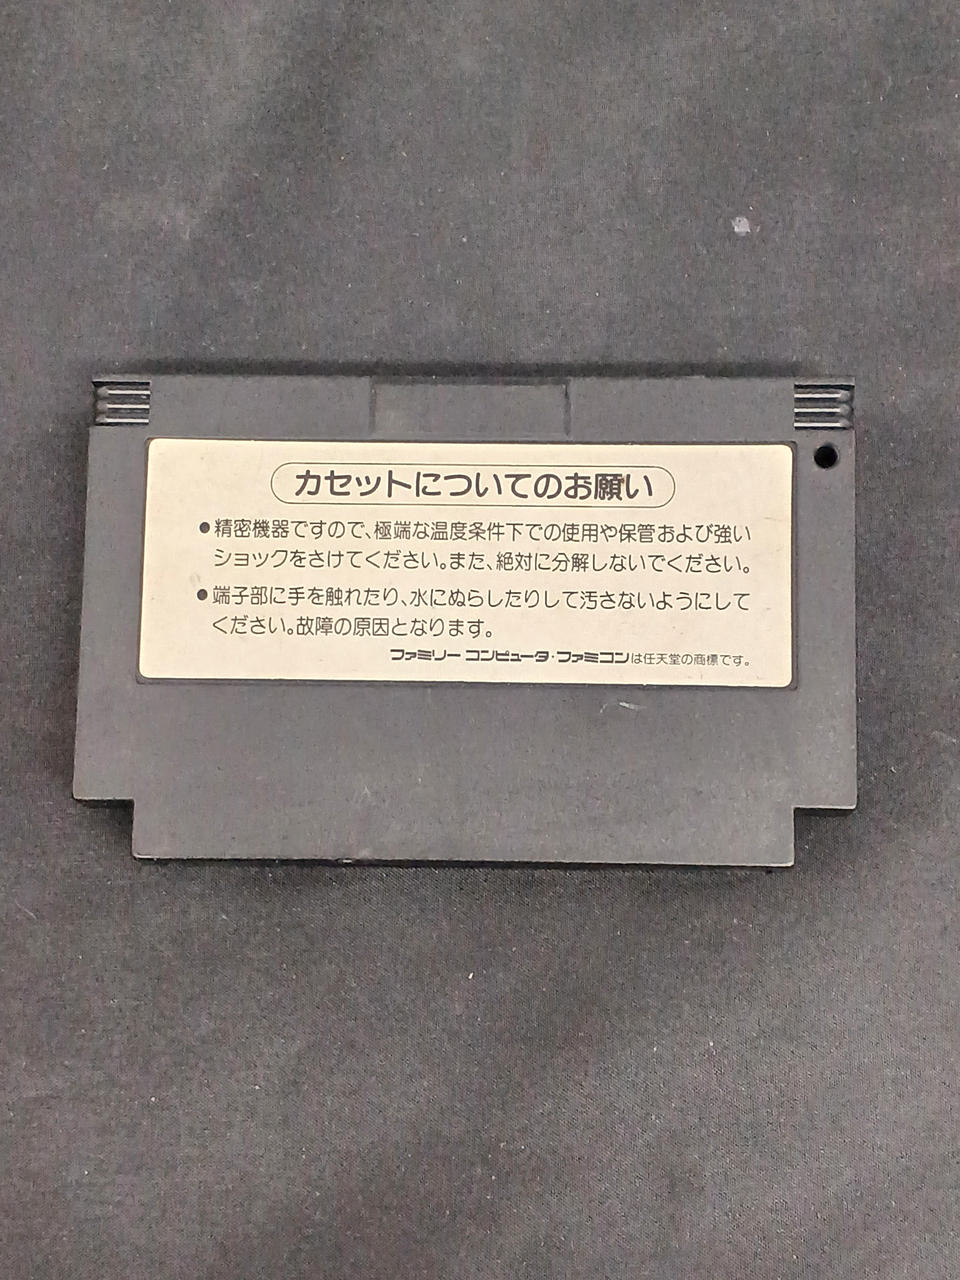 カセットについてのお願い
●精密機器ですので、極端な温度条件下での使用や保管および強い
ショックをさけてください。また、絶対に分解しないでください。
●端子部に手を触れたり、水にぬらしたりして汚さないようにして
ください。故障の原因となります。
ファミリーコンピュータ・ファミコンは任天堂の商標です。